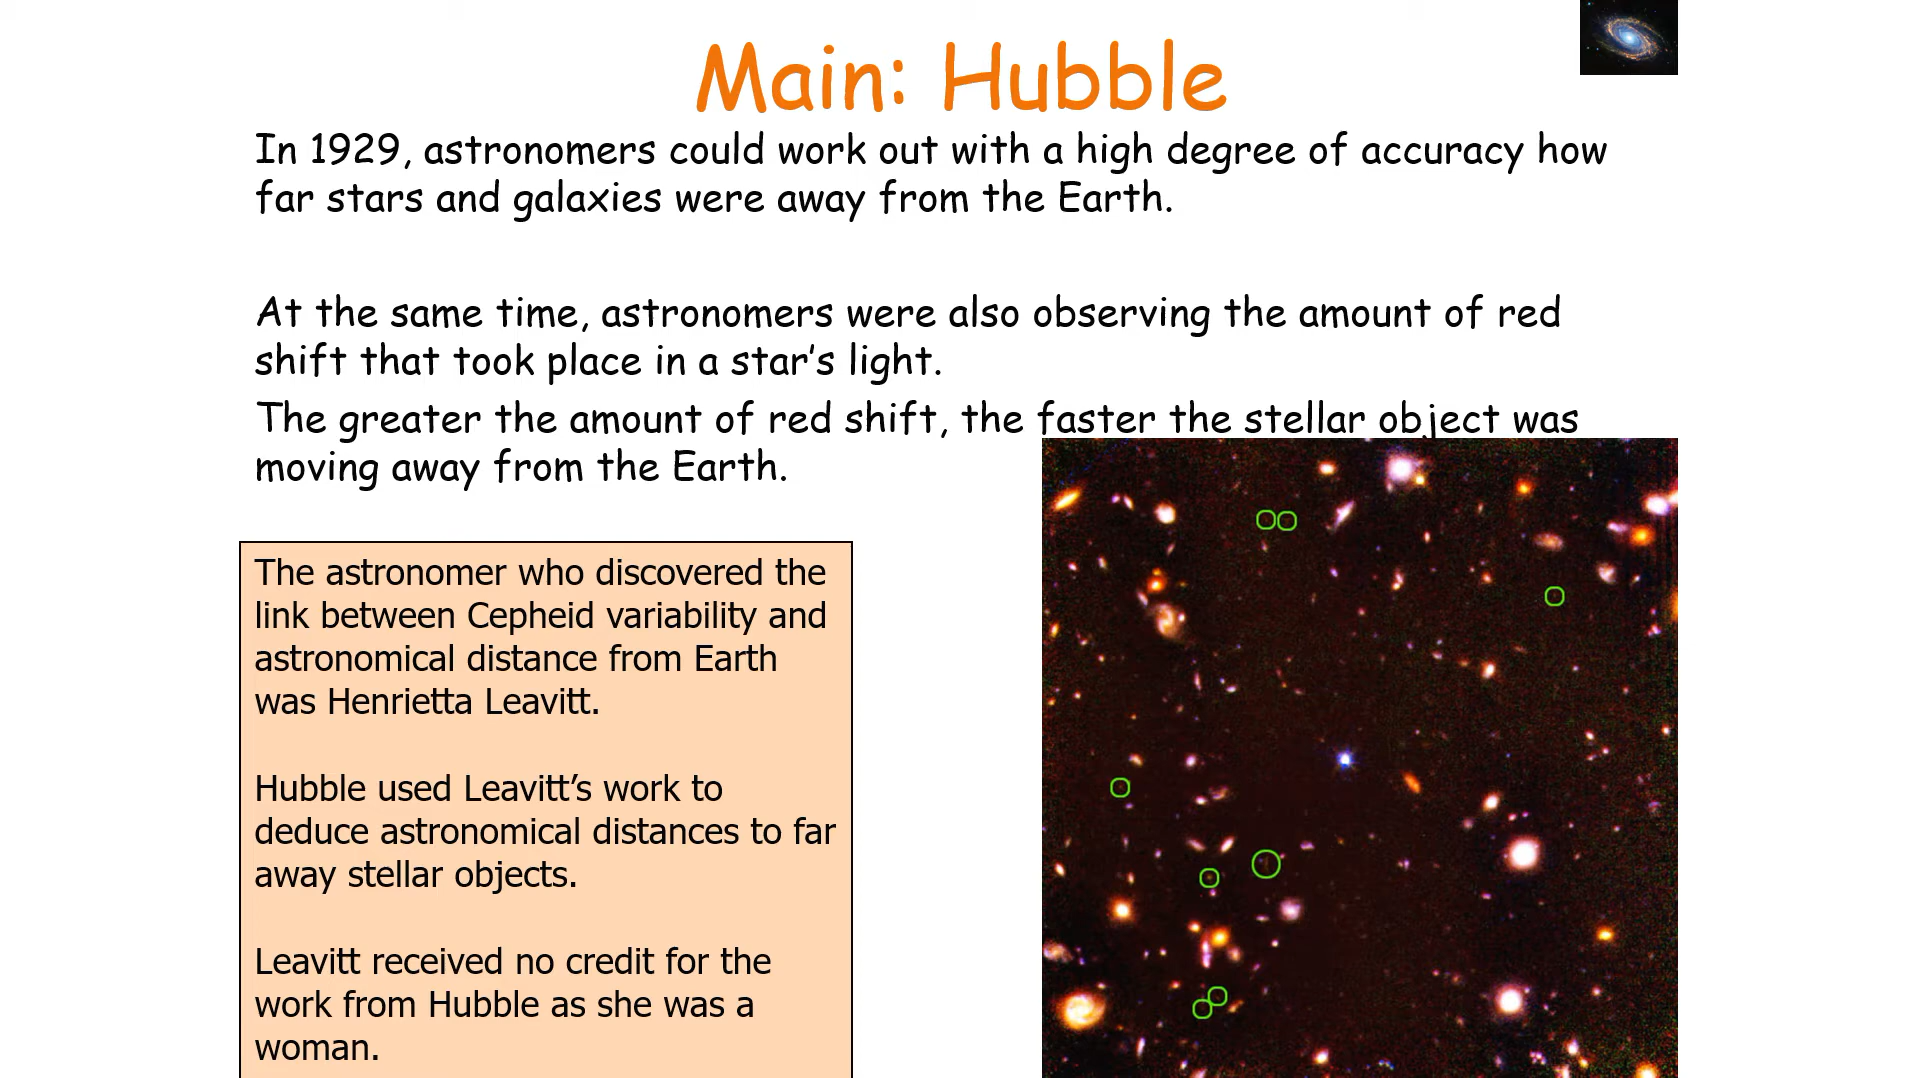 Main: Hubble
In 1929, astronomers could work out with a high degree of accuracy how
far stars and galaxies were away from the Earth.
At the same time, astronomers were also observing the amount of red
shift that took place in a star’s light.
The greater the amount of red shift, the faster the stellar object was
moving away from the Earth.
The astronomer who discovered the
link between Cepheid variability and
astronomical distance from Earth
was Henrietta Leavitt.
Hubble used Leavitt’s work to
deduce astronomical distances to far
away stellar objects.
Leavitt received no credit for the
work from Hubble as she was a
woman.